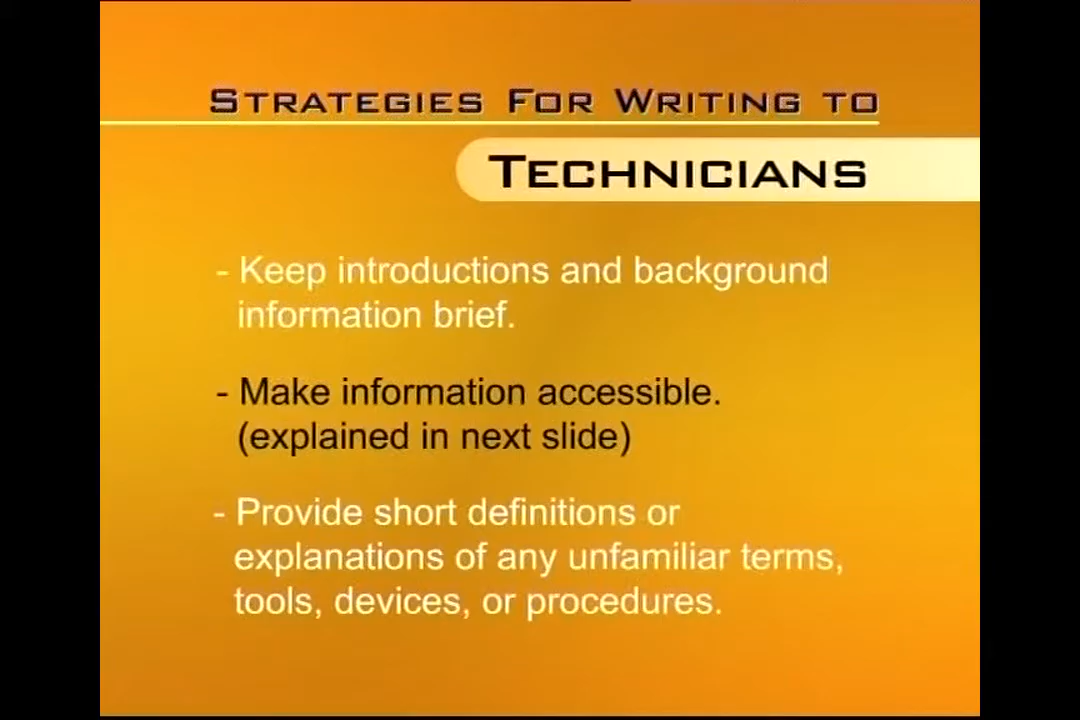 Strategies For Writing to
Technicians
- Keep introductions and background
information brief.
- Make information accessible.
(explained in next slide)
- Provide short definitions or
explanations of any unfamiliar terms,
tools, devices, or procedures.